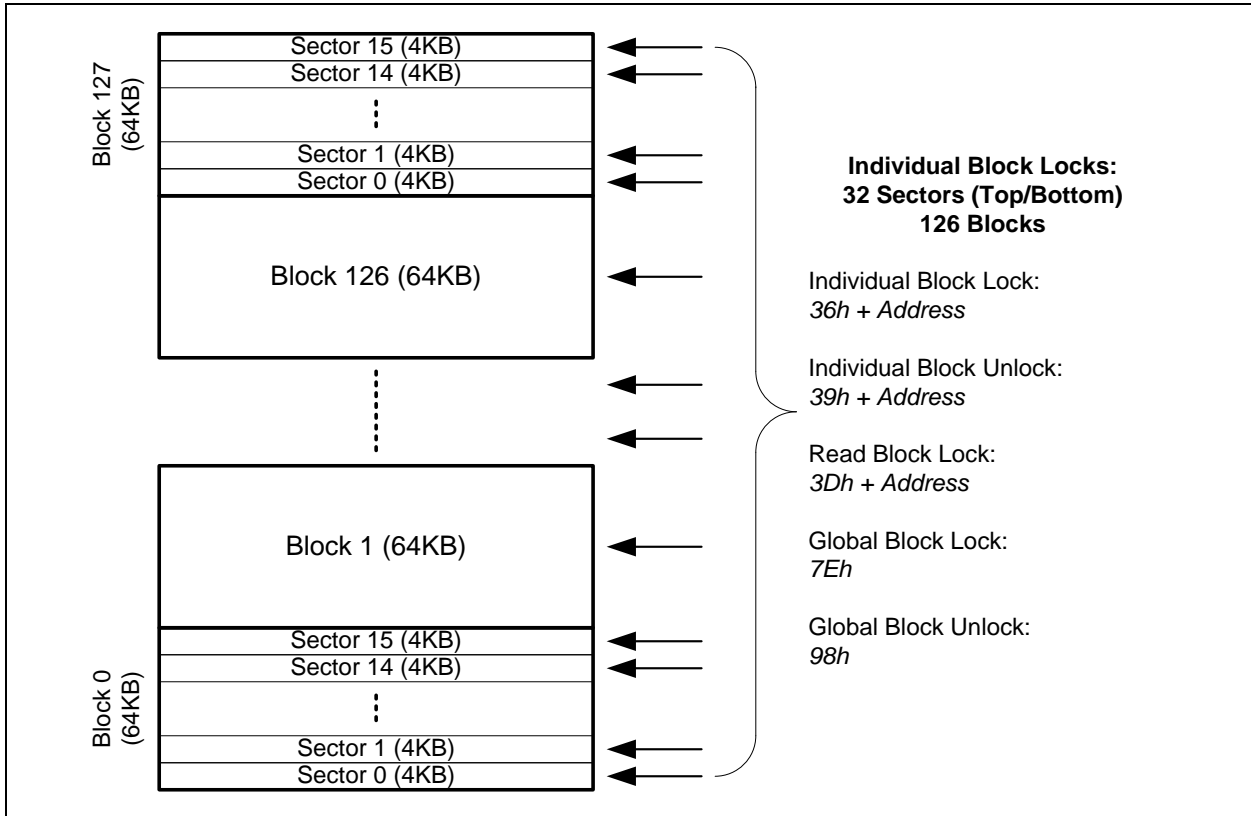 Block 127
(64KB)
Sector 15 (4KB)
Sector 14 (4KB)
Sector 1 (4KB)
Sector 0 (4KB)
Block 126 (64KB)
Block 1 (64KB)
Block 0
(64KB)
Sector 15 (4KB)
Sector 14 (4KB)
Sector 1 (4KB)
Sector 0 (4KB)
Individual Block Locks:
32 Sectors (Top/Bottom)
126 Blocks
Individual Block Lock:
36h + Address
Individual Block Unlock:
39h + Address
Read Block Lock:
3Dh + Address
Global Block Lock:
7Eh
Global Block Unlock:
98h